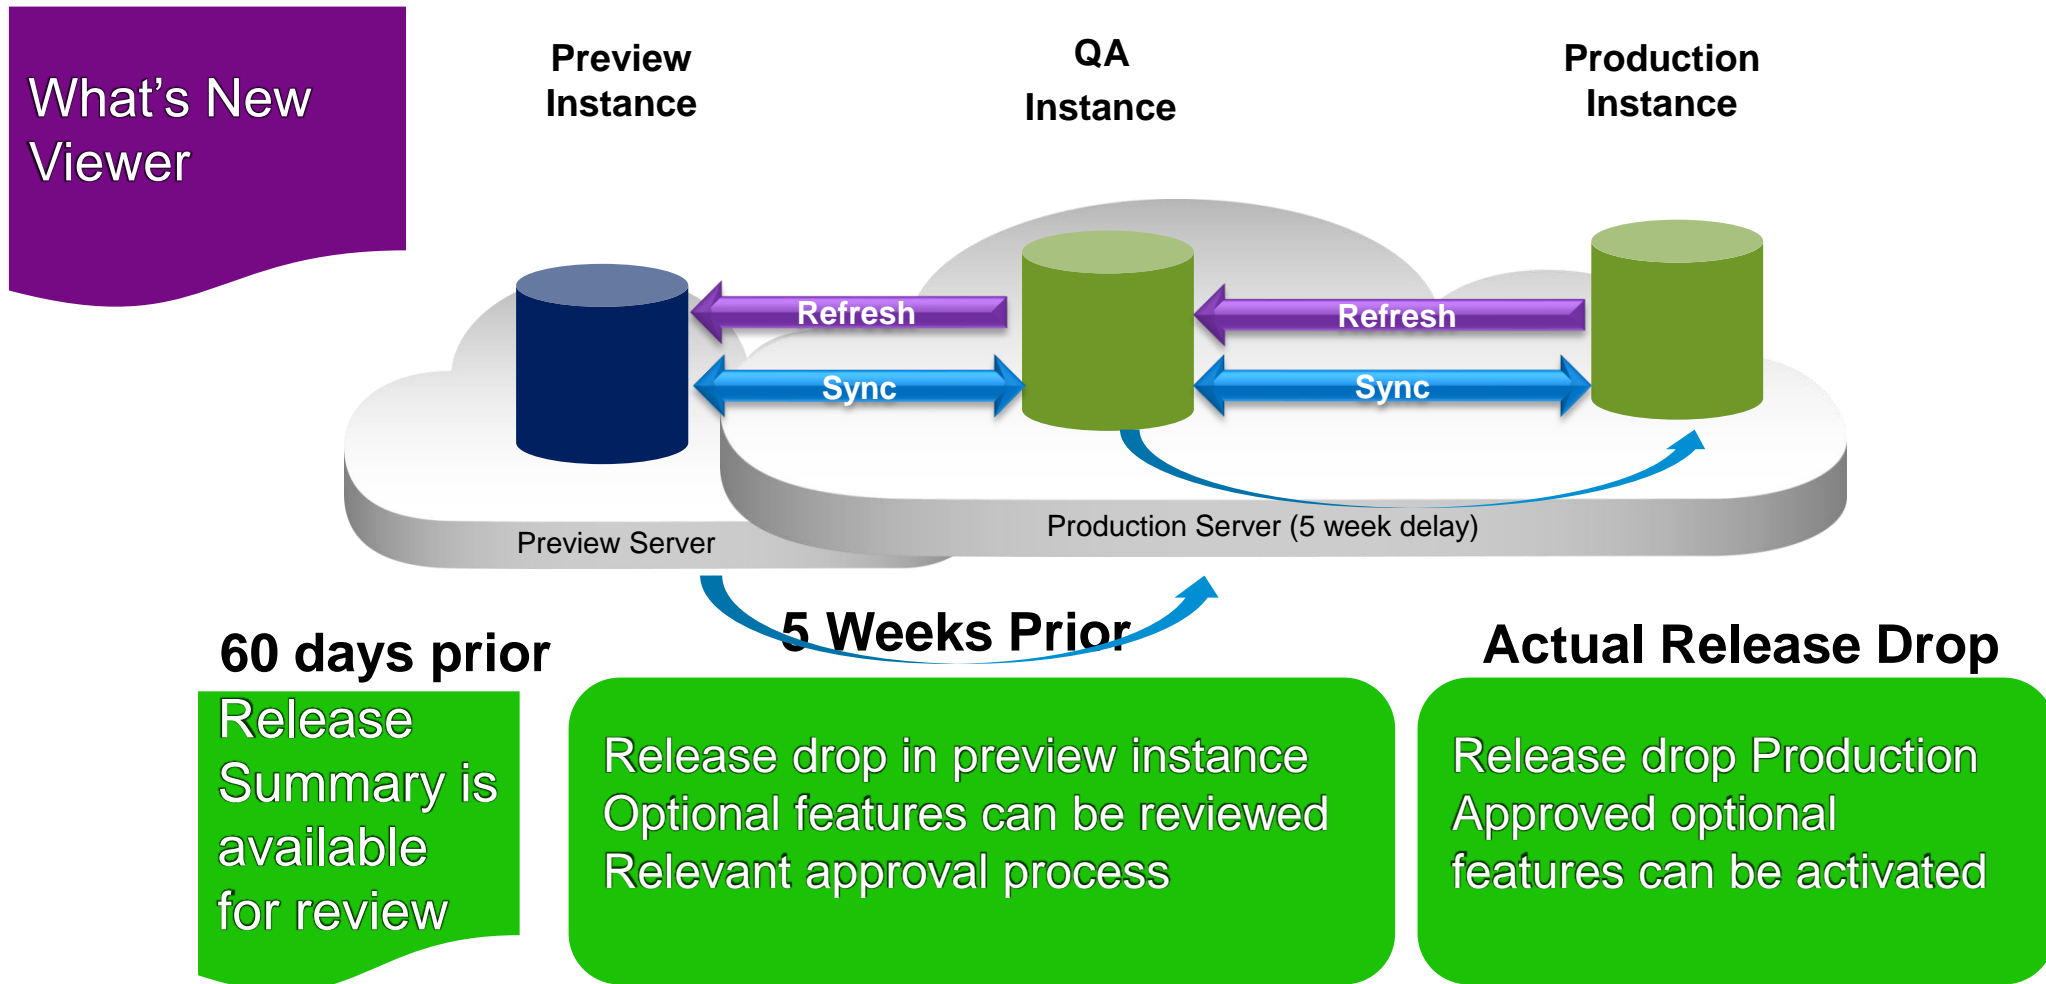 What’s New
Viewer
Preview
Instance
QA
Instance
Production
Instance
Refresh
Refresh
Sync
Sync
Production Server (5 week delay)
Preview Server
60 days prior
5 Weeks Prior
Actual Release Drop
Release
Summary is
available
for review
Release drop in preview instance
Optional features can be reviewed
Relevant approval process
Release drop Production
Approved optional
features can be activated